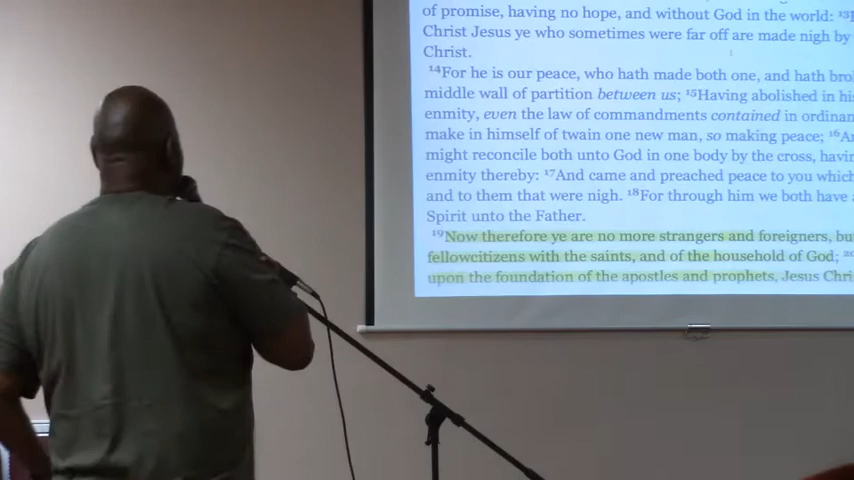 of promise, having no hope, and without God in the world: ¹³
Christ Jesus ye who sometimes were far off are made nigh by
Christ.
¹⁴For he is our peace, who hath made both one, and hath
middle wall of partition between us; ¹⁵Having abolished in
enmity, even the law of commandments contained in
make in himself of twain one new man, so making peace; ¹⁶
might reconcile both unto God in one body by the cross,
enmity thereby: ¹⁷And came and preached peace to you which
and to them that were nigh. ¹⁸For through him we both have
Spirit unto the Father.
¹⁹Now therefore ye are no more strangers and foreigners,
fellowcitizens with the saints, and of the household of God; ²⁰
upon the foundation of the apostles and prophets, Jesus